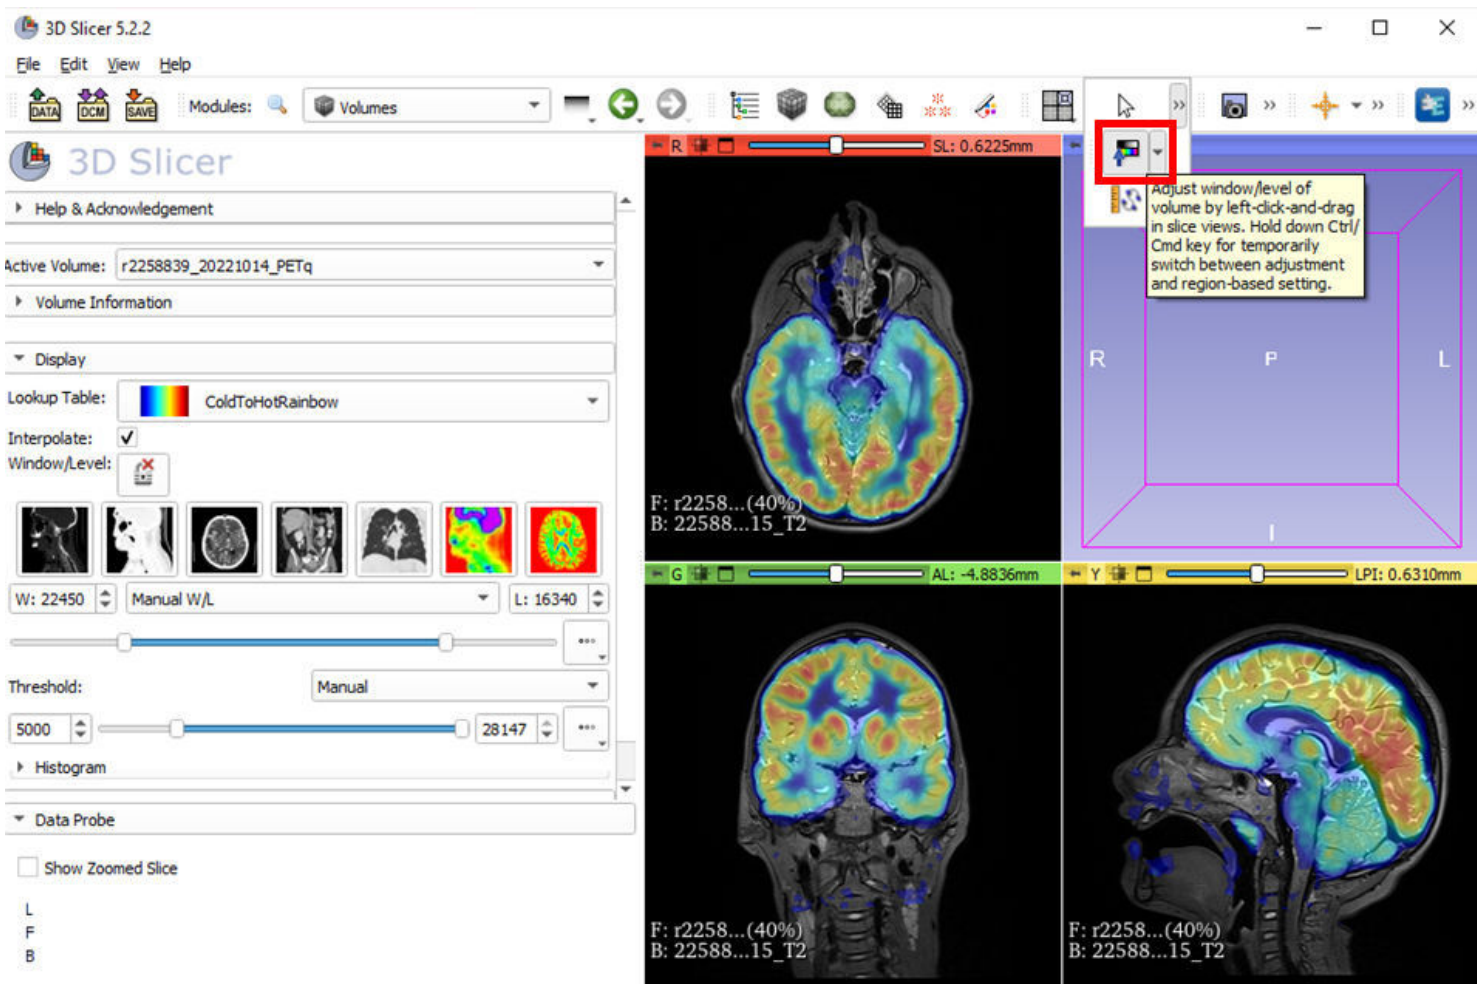 3D Slicer 5.2.2
File Edit View Help
DATA DCM SAVE Modules: Volumes
3D Slicer
Help & Acknowledgement
Active Volume: r2258839_20221014_PETq
Volume Information
Display
Lookup Table: ColdToHotRainbow
Interpolate:
Window/Level:
W: 22450 Manual W/L L: 16340
Threshold: Manual
5000 28147
Histogram
Data Probe
Show Zoomed Slice
L
F
B
R SL: 0.6225mm
F: r2258...(40%)
B: 22588...15_T2
Adjust window/level of
volume by left-click-and-drag
in slice views. Hold down Ctrl/
Cmd key for temporarily
switch between adjustment
and region-based setting.
R P L
I
G AL: -4.8836mm
F: r2258...(40%)
B: 22588...15_T2
Y LPI: 0.6310mm
F: r2258...(40%)
B: 22588...15_T2